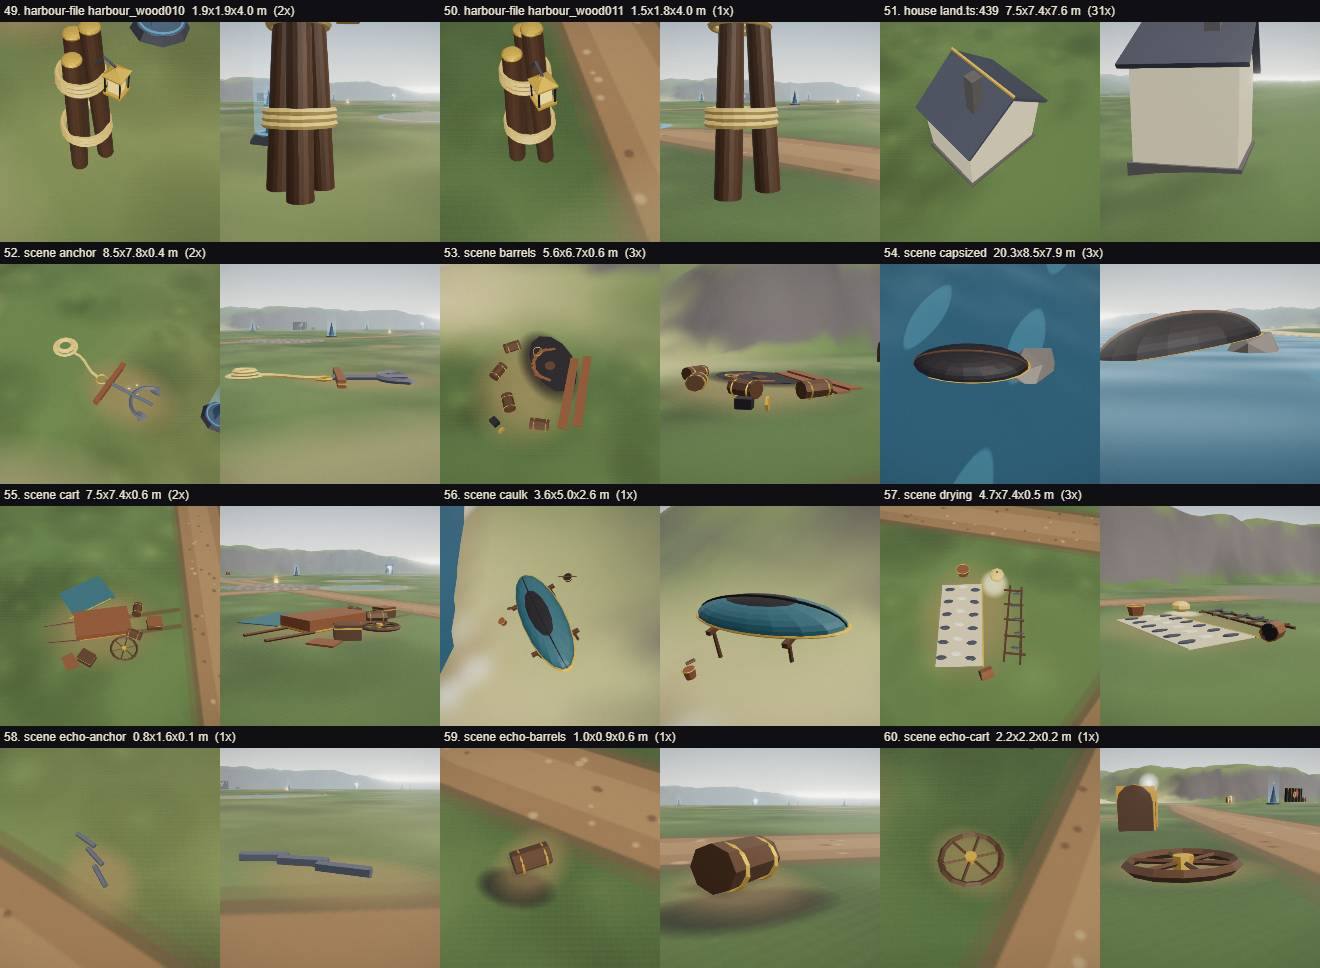 49. harbour-file harbour_wood010 1.9x1.9x4.0 m (2x)
50. harbour-file harbour_wood011 1.5x1.8x4.0 m (1x)
51. house land.ts:439 7.5x7.4x7.6 m (31x)
52. scene anchor 8.5x7.8x0.4 m (2x)
53. scene barrels 5.6x6.7x0.6 m (3x)
54. scene capsized 20.3x8.5x7.9 m (3x)
55. scene cart 7.5x7.4x0.6 m (2x)
56. scene caulk 3.6x5.0x2.6 m (1x)
57. scene drying 4.7x7.4x0.5 m (3x)
58. scene echo-anchor 0.8x1.6x0.1 m (1x)
59. scene echo-barrels 1.0x0.9x0.6 m (1x)
60. scene echo-cart 2.2x2.2x0.2 m (1x)